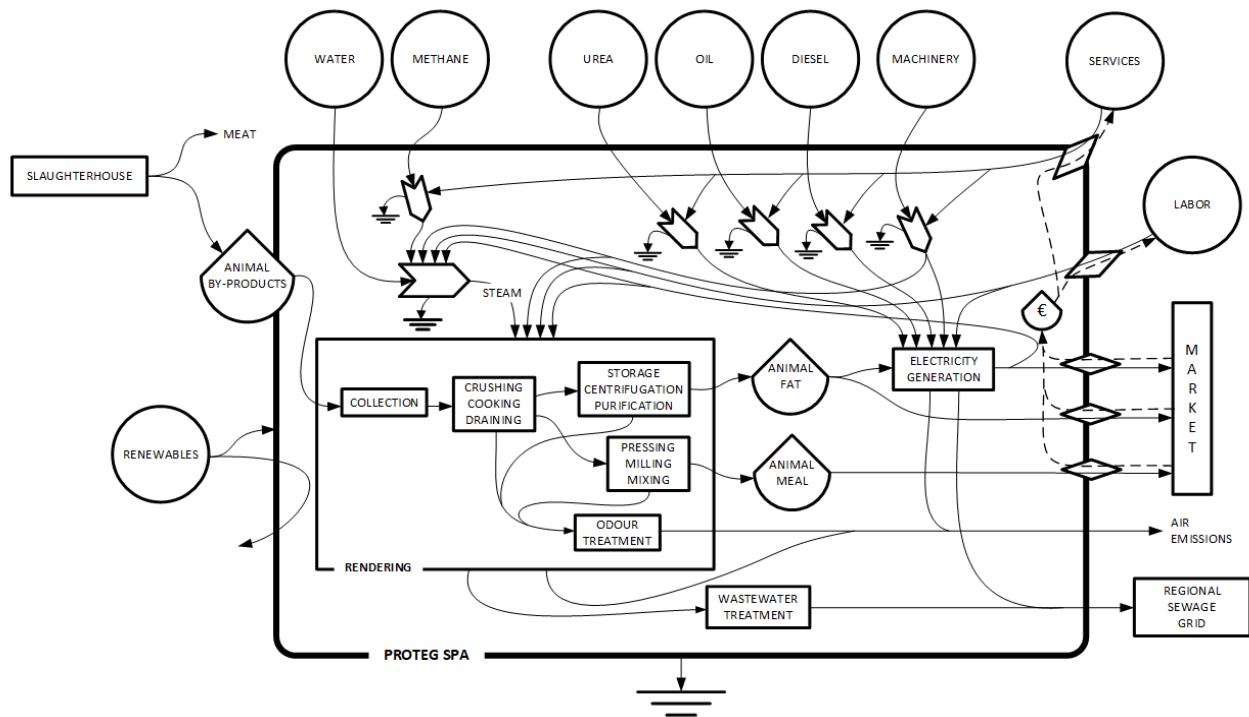 WATER
METHANE
UREA
OIL
DIESEL
MACHINERY
SERVICES
MEAT
SLAUGHTERHOUSE
LABOR
ANIMAL
BY-PRODUCTS
STEAM
€
MARKET
COLLECTION
CRUSHING
COOKING
DRAINING
STORAGE
CENTRIFUGATION
PURIFICATION
ANIMAL
FAT
ELECTRICITY
GENERATION
RENEWABLES
PRESSING
MILLING
MIXING
ANIMAL
MEAL
ODOUR
TREATMENT
AIR
EMISSIONS
RENDERING
WASTEWATER
TREATMENT
REGIONAL
SEWAGE
GRID
PROTEG SPA